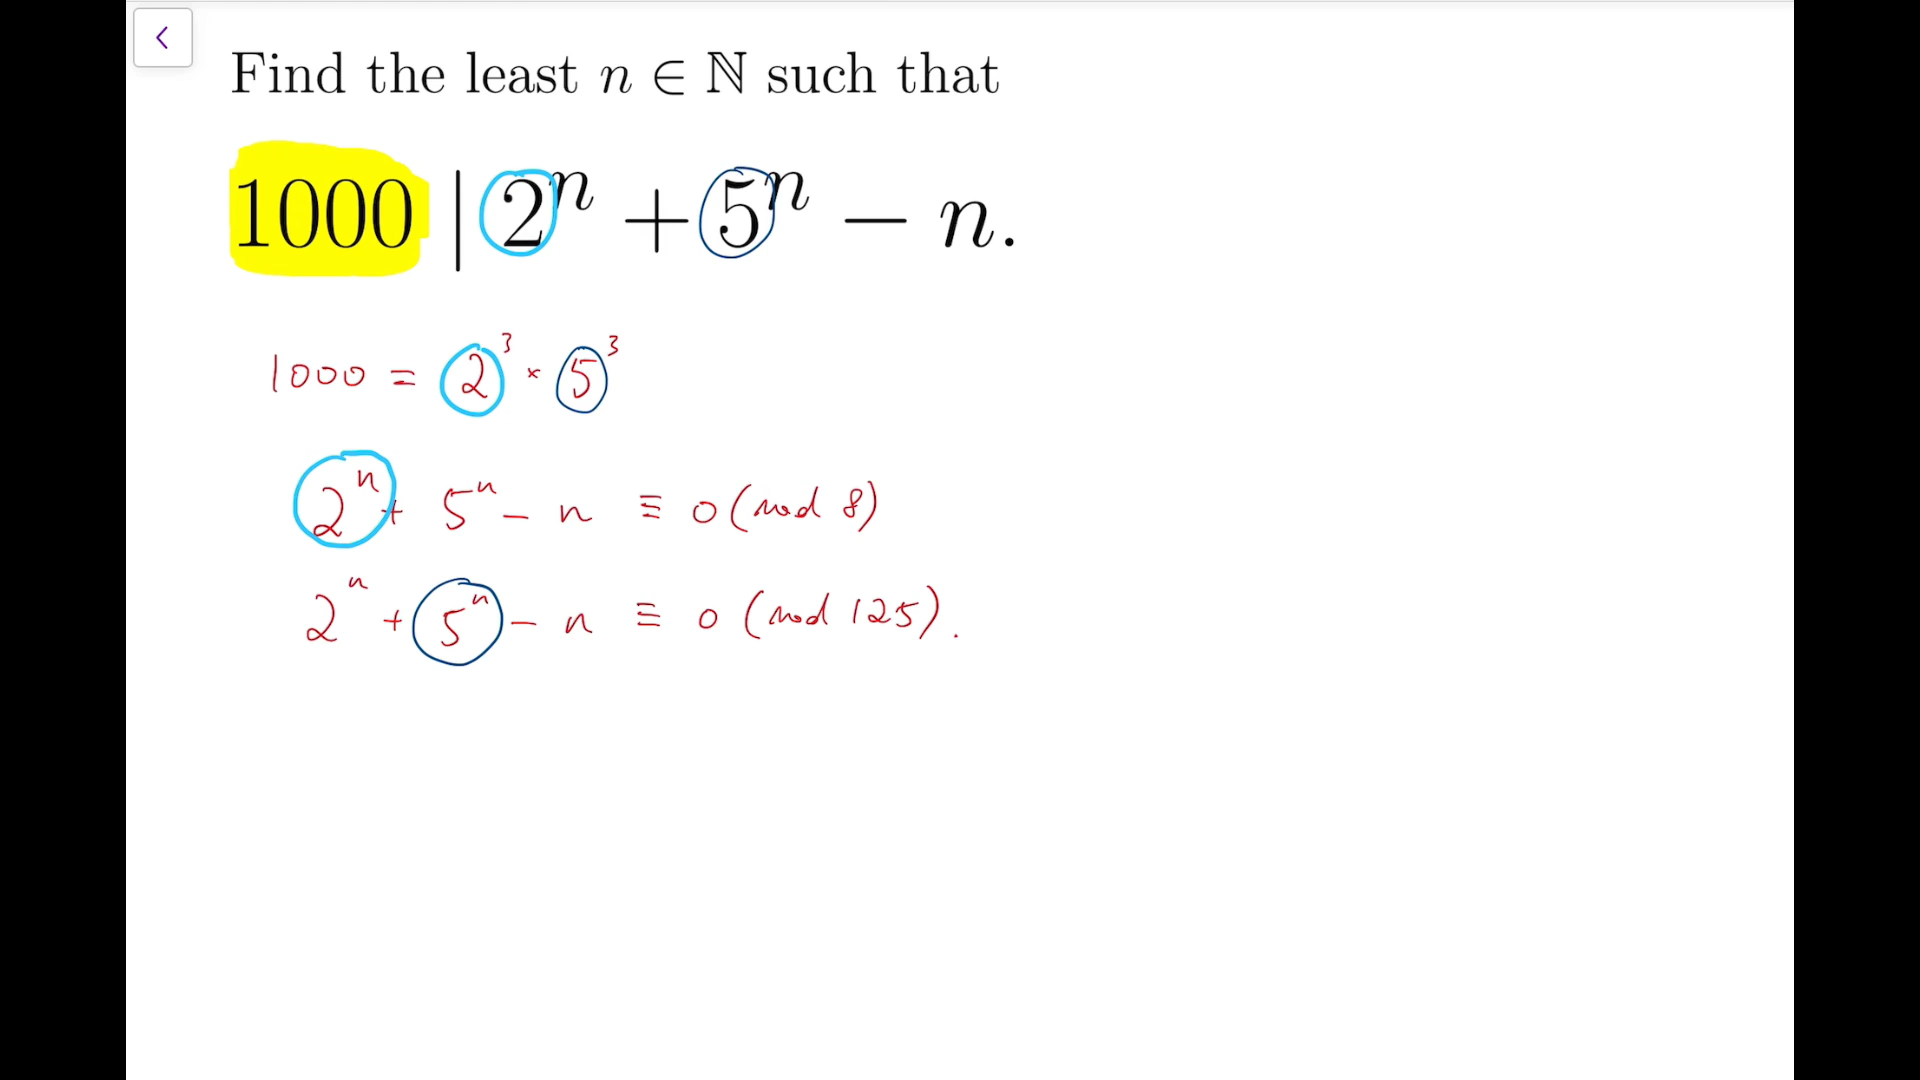 Find the least n ∈ ℕ such that
1000 | 2ⁿ + 5ⁿ − n.
1000 = 2³ × 5³
2ⁿ + 5ⁿ − n ≡ 0 (mod 8)
2ⁿ + 5ⁿ − n ≡ 0 (mod 125).